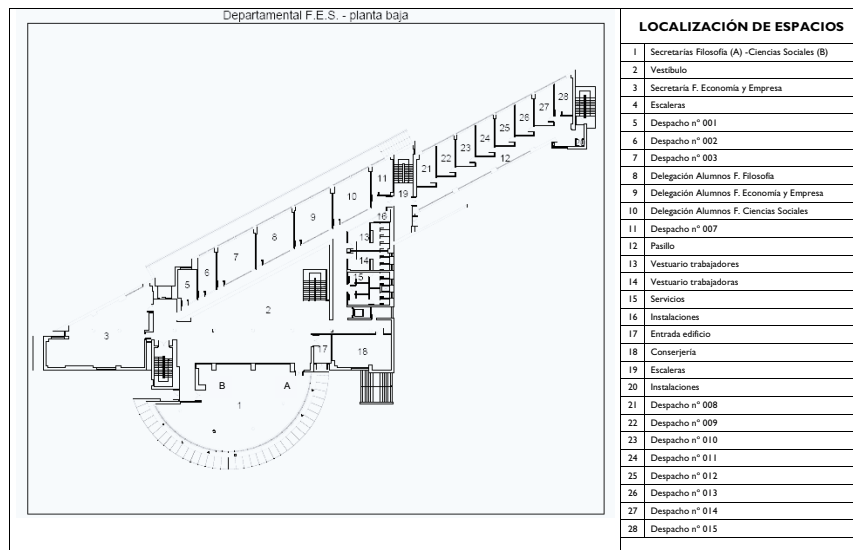 Departamental F.E.S. - planta baja
LOCALIZACIÓN DE ESPACIOS
1 Secretarías Filosofía (A) -Ciencias Sociales (B)
2 Vestíbulo
3 Secretaría F. Economía y Empresa
4 Escaleras
5 Despacho nº 001
6 Despacho nº 002
7 Despacho nº 003
8 Delegación Alumnos F. Filosofía
9 Delegación Alumnos F. Economía y Empresa
10 Delegación Alumnos F. Ciencias Sociales
11 Despacho nº 007
12 Pasillo
13 Vestuario trabajadores
14 Vestuario trabajadoras
15 Servicios
16 Instalaciones
17 Entrada edificio
18 Conserjería
19 Escaleras
20 Instalaciones
21 Despacho nº 008
22 Despacho nº 009
23 Despacho nº 010
24 Despacho nº 011
25 Despacho nº 012
26 Despacho nº 013
27 Despacho nº 014
28 Despacho nº 015
28
27
26
25
24
23
22
21
12
11
19
10
9
8
7
6
5
16
13
14
15
2
3
17
18
B A
1